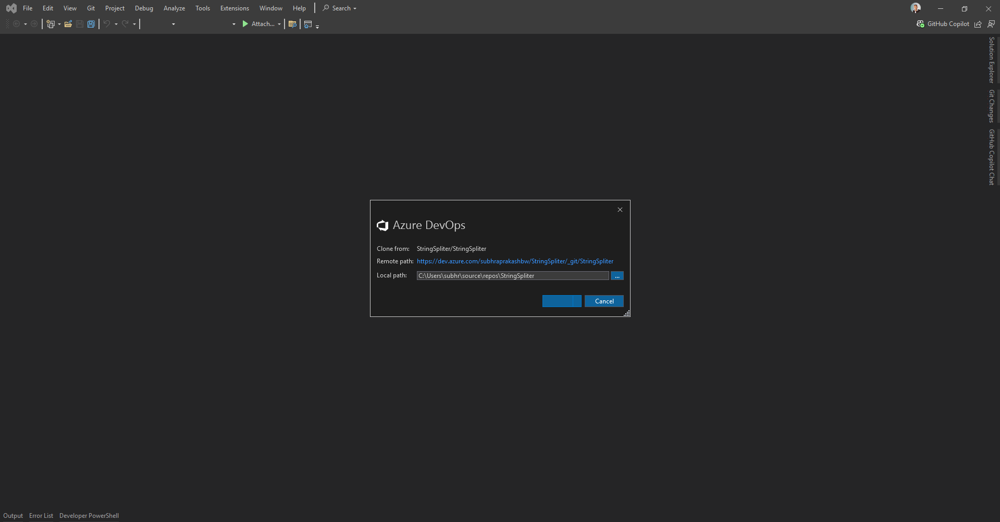 File Edit View Git Project Debug Analyze Tools Extensions Window Help Search
Attach... GitHub Copilot
Solution Explorer
Git Changes
GitHub Copilot Chat
Azure DevOps
Clone from: StringSpliter/StringSpliter
Remote path: https://dev.azure.com/subhraprakashbw/StringSpliter/_git/StringSpliter
Local path: C:\Users\subhr\source\repos\StringSpliter ...
Cancel
Output Error List Developer PowerShell